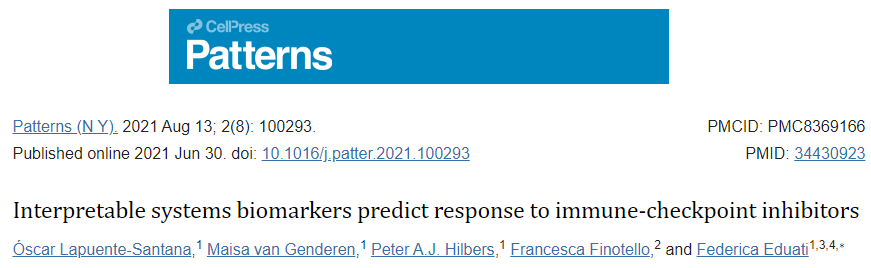 CellPress
Patterns
Patterns (N Y). 2021 Aug 13; 2(8): 100293. PMCID: PMC8369166
Published online 2021 Jun 30. doi: 10.1016/j.patter.2021.100293 PMID: 34430923
Interpretable systems biomarkers predict response to immune-checkpoint inhibitors
Óscar Lapuente-Santana,1 Maisa van Genderen,1 Peter A.J. Hilbers,1 Francesca Finotello,2 and Federica Eduati1,3,4,*